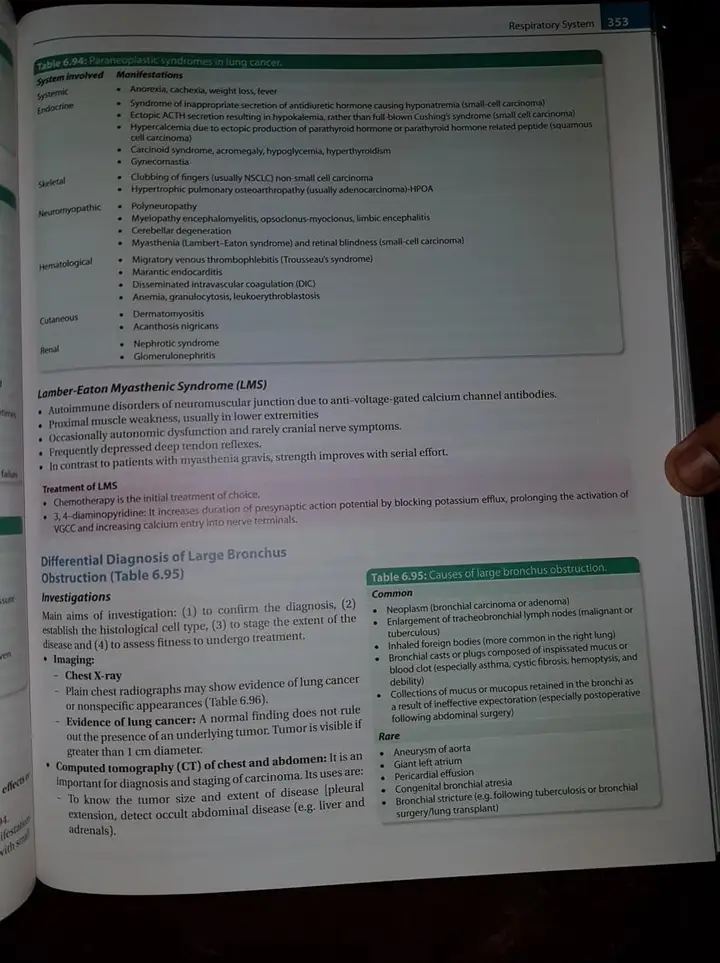 Respiratory System 353
Table 6.94: Paraneoplastic syndromes in lung cancer.
System involved Manifestations
Systemic • Anorexia, cachexia, weight loss, fever
Endocrine • Syndrome of inappropriate secretion of antidiuretic hormone causing hyponatremia (small-cell carcinoma)
• Ectopic ACTH secretion resulting in hypokalemia, rather than full-blown Cushing's syndrome (small cell carcinoma)
• Hypercalcemia due to ectopic production of parathyroid hormone or parathyroid hormone related peptide (squamous
cell carcinoma)
• Carcinoid syndrome, acromegaly, hypoglycemia, hyperthyroidism
• Gynecomastia
Skeletal • Clubbing of fingers (usually NSCLC) non-small cell carcinoma
• Hypertrophic pulmonary osteoarthropathy (usually adenocarcinoma)-HPOA
Neuromyopathic • Polyneuropathy
• Myelopathy encephalomyelitis, opsoclonus-myoclonus, limbic encephalitis
• Cerebellar degeneration
• Myasthenia (Lambert–Eaton syndrome) and retinal blindness (small-cell carcinoma)
Hematological • Migratory venous thrombophlebitis (Trousseau's syndrome)
• Marantic endocarditis
• Disseminated intravascular coagulation (DIC)
• Anemia, granulocytosis, leukoerythroblastosis
Cutaneous • Dermatomyositis
• Acanthosis nigricans
Renal • Nephrotic syndrome
• Glomerulonephritis
Lamber-Eaton Myasthenic Syndrome (LMS)
• Autoimmune disorders of neuromuscular junction due to anti-voltage-gated calcium channel antibodies.
• Proximal muscle weakness, usually in lower extremities
• Occasionally autonomic dysfunction and rarely cranial nerve symptoms.
• Frequently depressed deep tendon reflexes.
• In contrast to patients with myasthenia gravis, strength improves with serial effort.
Treatment of LMS
• Chemotherapy is the initial treatment of choice.
• 3, 4-diaminopyridine: It increases duration of presynaptic action potential by blocking potassium efflux, prolonging the activation of
VGCC and increasing calcium entry into nerve terminals.
Differential Diagnosis of Large Bronchus
Obstruction (Table 6.95)
Investigations
Main aims of investigation: (1) to confirm the diagnosis, (2)
establish the histological cell type, (3) to stage the extent of the
disease and (4) to assess fitness to undergo treatment.
• Imaging:
– Chest X-ray
– Plain chest radiographs may show evidence of lung cancer
or nonspecific appearances (Table 6.96).
– Evidence of lung cancer: A normal finding does not rule
out the presence of an underlying tumor. Tumor is visible if
greater than 1 cm diameter.
• Computed tomography (CT) of chest and abdomen: It is an
important for diagnosis and staging of carcinoma. Its uses are:
– To know the tumor size and extent of disease [pleural
extension, detect occult abdominal disease (e.g. liver and
adrenals).
Table 6.95: Causes of large bronchus obstruction.
Common
• Neoplasm (bronchial carcinoma or adenoma)
• Enlargement of tracheobronchial lymph nodes (malignant or
tuberculous)
• Inhaled foreign bodies (more common in the right lung)
• Bronchial casts or plugs composed of inspissated mucus or
blood clot (especially asthma, cystic fibrosis, hemoptysis, and
debility)
• Collections of mucus or mucopus retained in the bronchi as
a result of ineffective expectoration (especially postoperative
following abdominal surgery)
Rare
• Aneurysm of aorta
• Giant left atrium
• Pericardial effusion
• Congenital bronchial atresia
• Bronchial stricture (e.g. following tuberculosis or bronchial
surgery/lung transplant)